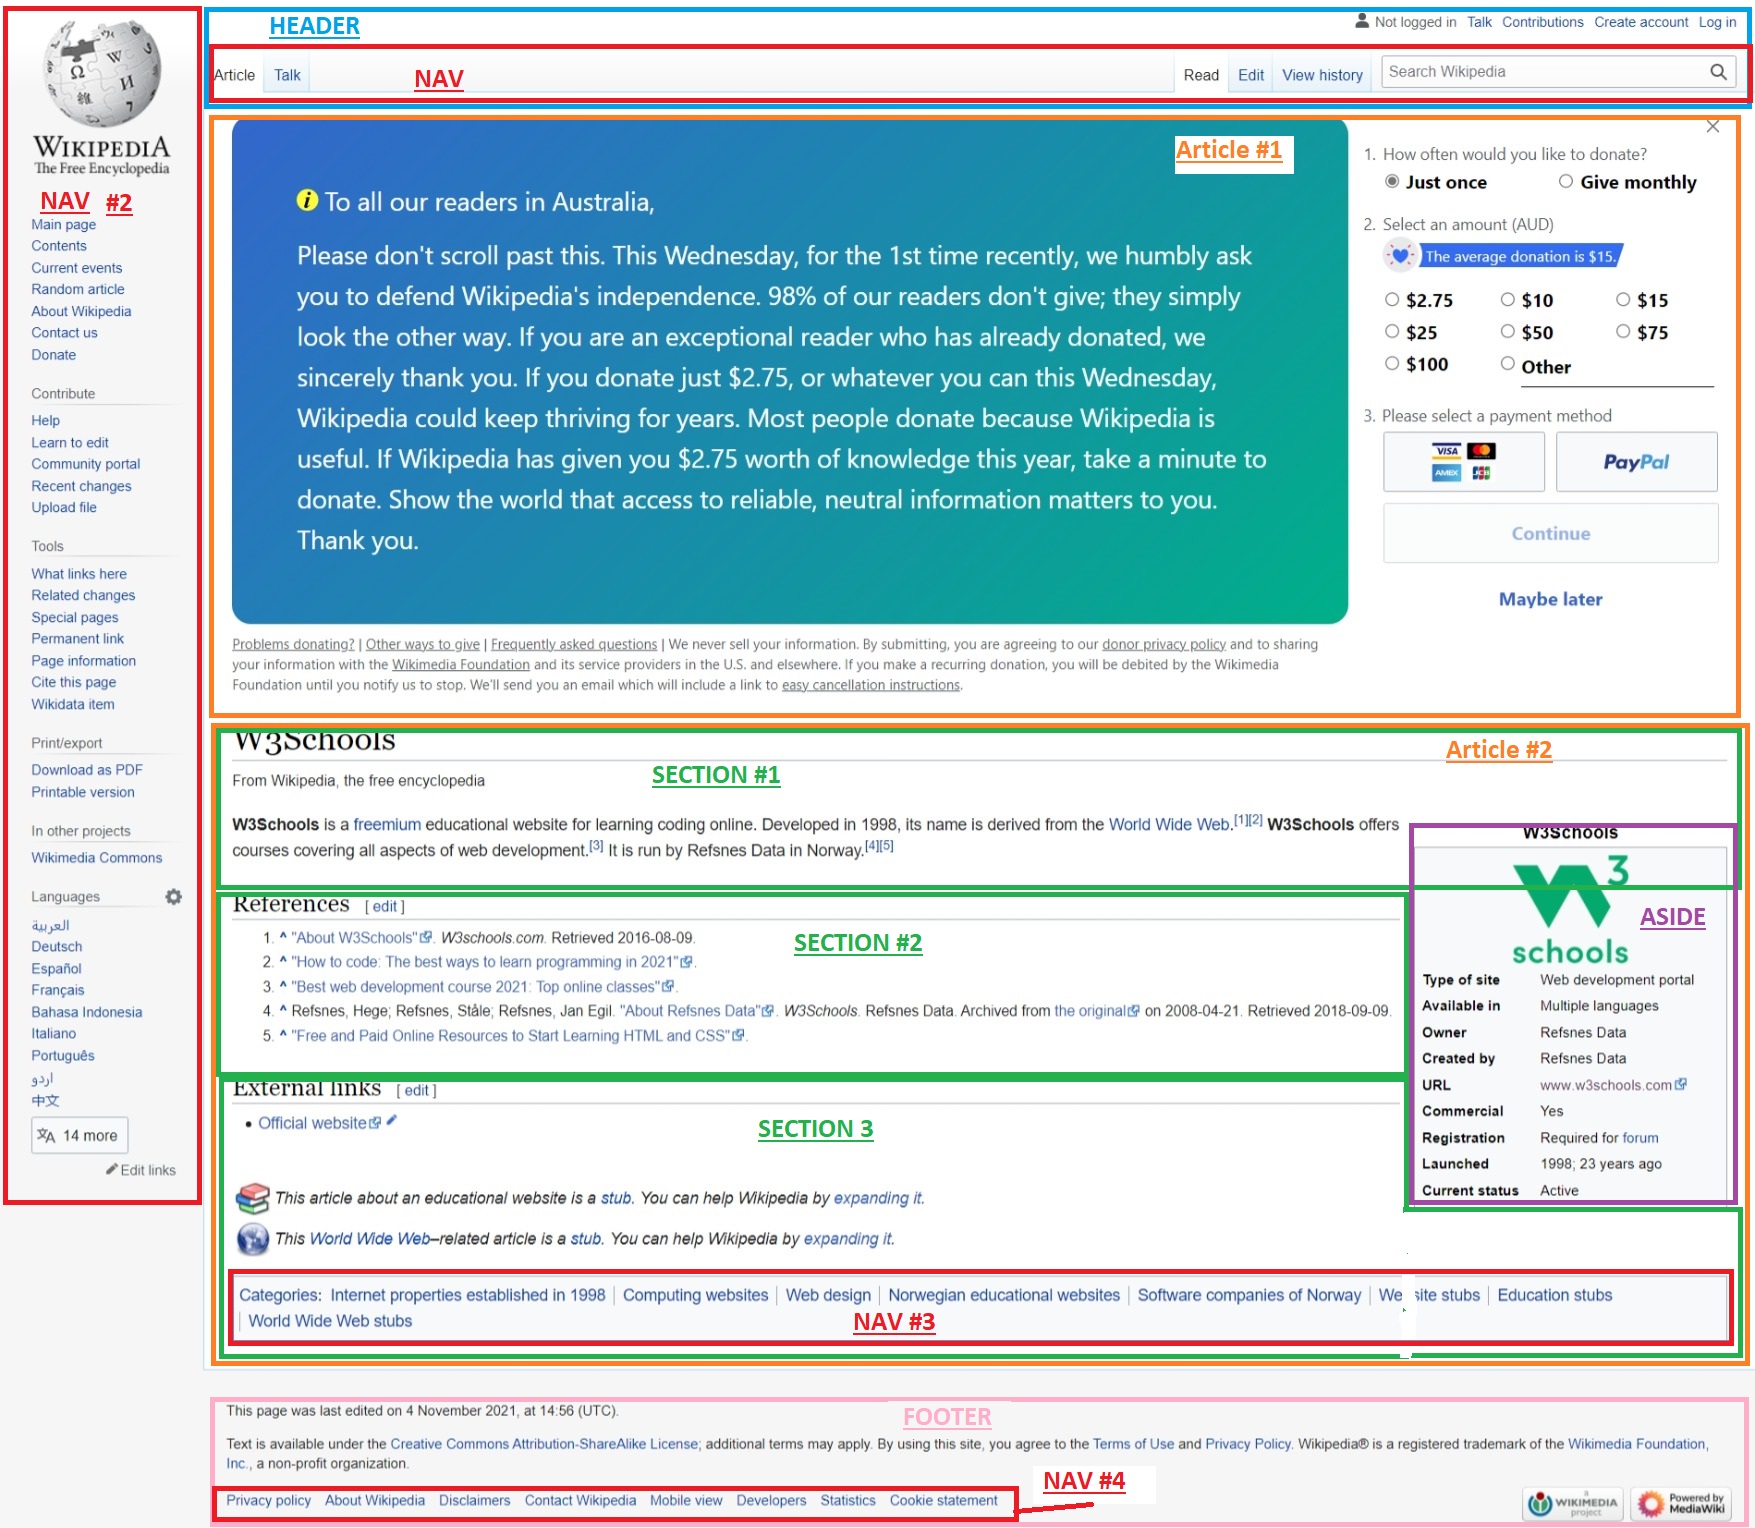 HEADER
Not logged in Talk Contributions Create account Log in
Article Talk NAV Read Edit View history Search Wikipedia
WIKIPEDIA
The Free Encyclopedia
NAV #2
Main page
Contents
Current events
Random article
About Wikipedia
Contact us
Donate
Contribute
Help
Learn to edit
Community portal
Recent changes
Upload file
Tools
What links here
Related changes
Special pages
Permanent link
Page information
Cite this page
Wikidata item
Print/export
Download as PDF
Printable version
In other projects
Wikimedia Commons
Languages
العربية
Deutsch
Español
Français
Bahasa Indonesia
Italiano
Português
اردو
中文
14 more
Edit links
Article #1
To all our readers in Australia,
Please don't scroll past this. This Wednesday, for the 1st time recently, we humbly ask
you to defend Wikipedia's independence. 98% of our readers don't give; they simply
look the other way. If you are an exceptional reader who has already donated, we
sincerely thank you. If you donate just $2.75, or whatever you can this Wednesday,
Wikipedia could keep thriving for years. Most people donate because Wikipedia is
useful. If Wikipedia has given you $2.75 worth of knowledge this year, take a minute to
donate. Show the world that access to reliable, neutral information matters to you.
Thank you.
1. How often would you like to donate?
Just once Give monthly
2. Select an amount (AUD)
The average donation is $15.
$2.75 $10 $15
$25 $50 $75
$100 Other
3. Please select a payment method
VISA
AMEX JCB
PayPal
Continue
Maybe later
Problems donating? | Other ways to give | Frequently asked questions | We never sell your information. By submitting, you are agreeing to our donor privacy policy and to sharing
your information with the Wikimedia Foundation and its service providers in the U.S. and elsewhere. If you make a recurring donation, you will be debited by the Wikimedia
Foundation until you notify us to stop. We'll send you an email which will include a link to easy cancellation instructions.
W3Schools
Article #2
From Wikipedia, the free encyclopedia
SECTION #1
W3Schools is a freemium educational website for learning coding online. Developed in 1998, its name is derived from the World Wide Web.[1][2] W3Schools offers
courses covering all aspects of web development.[3] It is run by Refsnes Data in Norway.[4][5]
References [ edit ]
SECTION #2
1. ^ "About W3Schools". W3schools.com. Retrieved 2016-08-09.
2. ^ "How to code: The best ways to learn programming in 2021".
3. ^ "Best web development course 2021: Top online classes".
4. ^ Refsnes, Hege; Refsnes, Ståle; Refsnes, Jan Egil. "About Refsnes Data". W3Schools. Refsnes Data. Archived from the original on 2008-04-21. Retrieved 2018-09-09.
5. ^ "Free and Paid Online Resources to Start Learning HTML and CSS".
External links [ edit ]
• Official website
SECTION 3
This article about an educational website is a stub. You can help Wikipedia by expanding it.
This World Wide Web–related article is a stub. You can help Wikipedia by expanding it.
W3Schools
W3
schools
ASIDE
Type of site Web development portal
Available in Multiple languages
Owner Refsnes Data
Created by Refsnes Data
URL www.w3schools.com
Commercial Yes
Registration Required for forum
Launched 1998; 23 years ago
Current status Active
Categories: Internet properties established in 1998 | Computing websites | Web design | Norwegian educational websites | Software companies of Norway | We site stubs | Education stubs
| World Wide Web stubs
NAV #3
This page was last edited on 4 November 2021, at 14:56 (UTC).
FOOTER
Text is available under the Creative Commons Attribution-ShareAlike License; additional terms may apply. By using this site, you agree to the Terms of Use and Privacy Policy. Wikipedia® is a registered trademark of the Wikimedia Foundation,
Inc., a non-profit organization.
NAV #4
Privacy policy About Wikipedia Disclaimers Contact Wikipedia Mobile view Developers Statistics Cookie statement
a
WIKIMEDIA
project
Powered by
MediaWiki